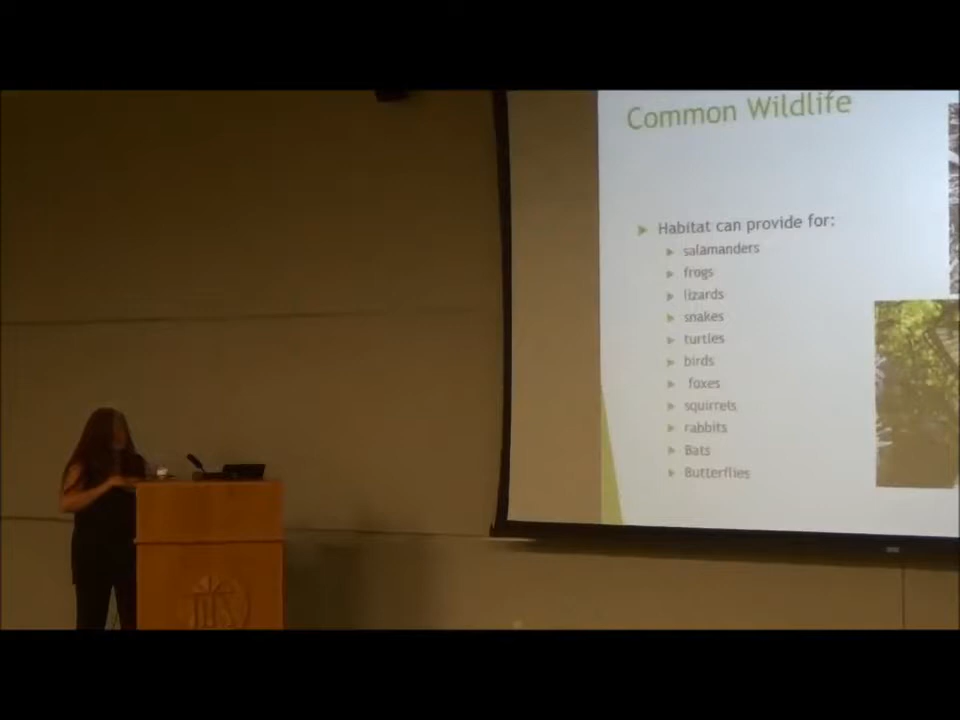 Common Wildlife
Habitat can provide for:
salamanders
frogs
lizards
snakes
turtles
birds
foxes
squirrels
rabbits
Bats
Butterflies